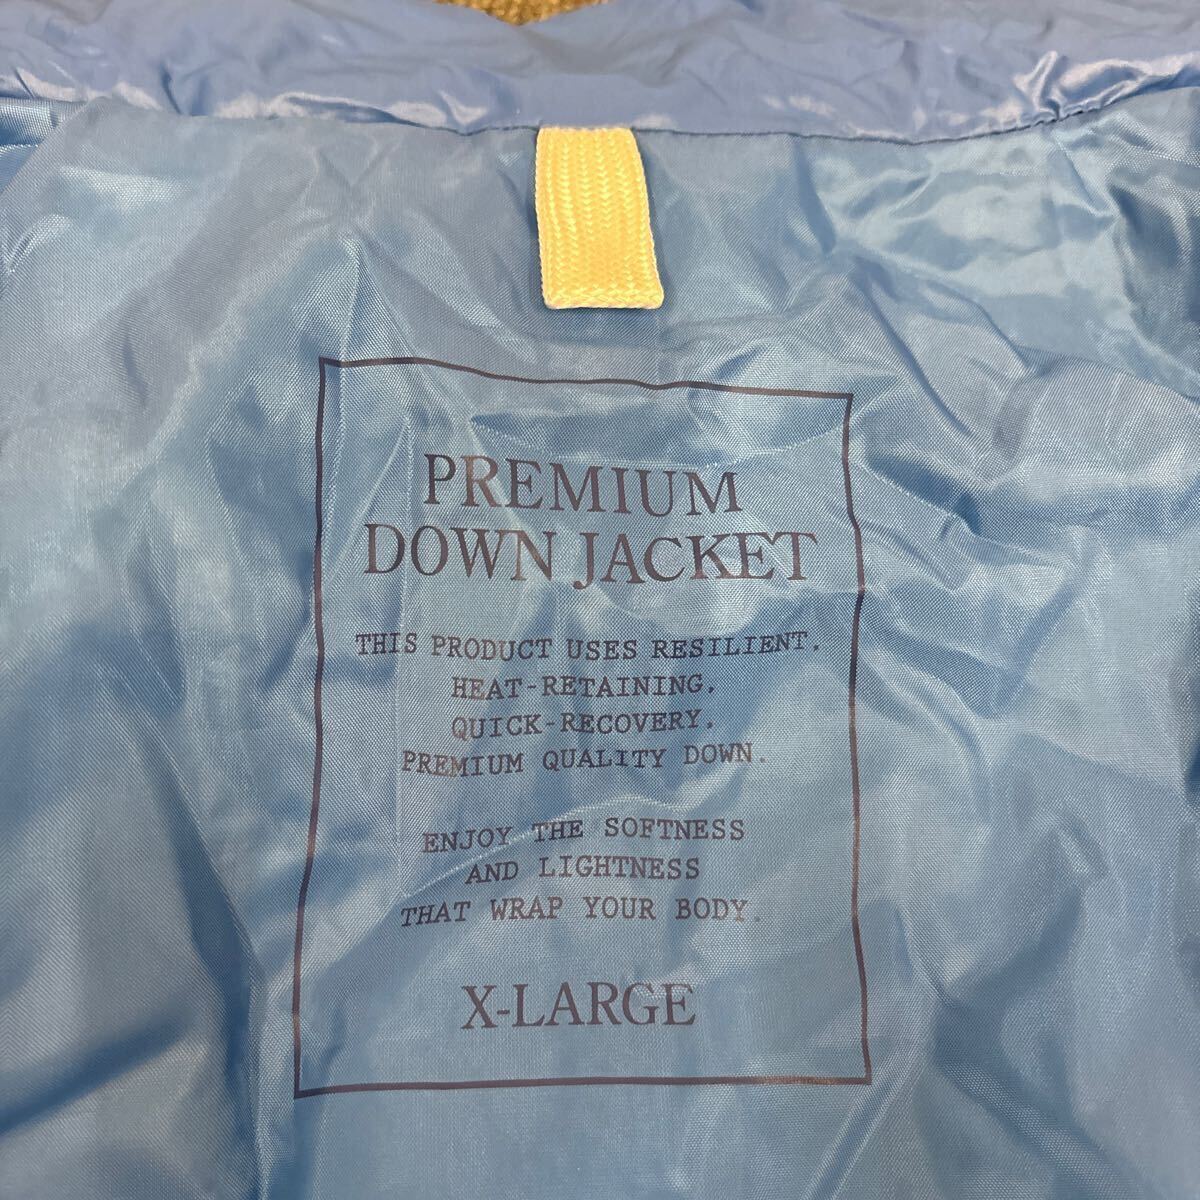 PREMIUM
DOWN JACKET
THIS PRODUCT USES RESILIENT,
HEAT-RETAINING,
QUICK-RECOVERY,
PREMIUM QUALITY DOWN.
ENJOY THE SOFTNESS
AND LIGHTNESS
THAT WRAP YOUR BODY.
X-LARGE